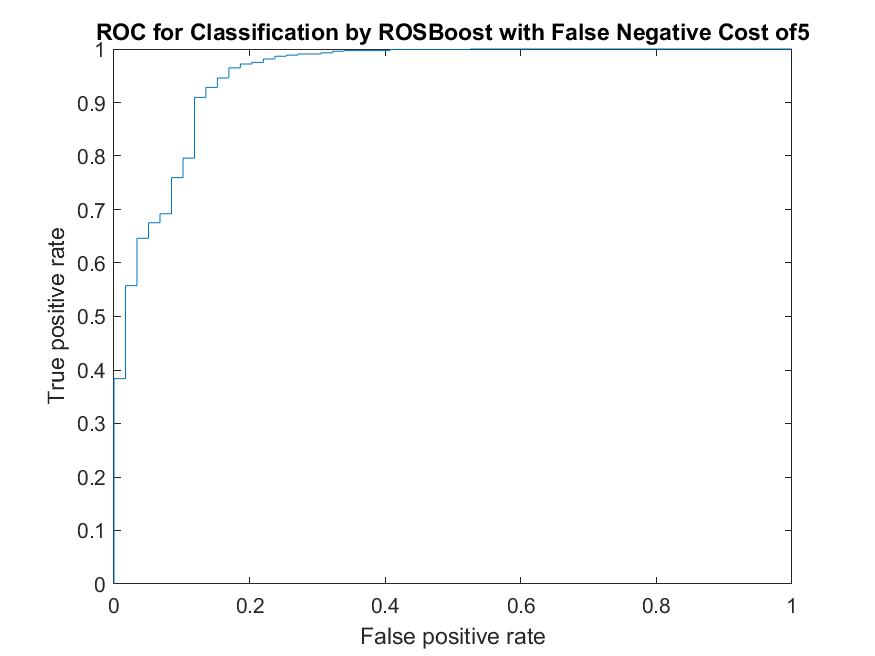 ROC for Classification by ROSBoost with False Negative Cost of5
1
0.9
0.8
0.7
0.6
0.5
0.4
0.3
0.2
0.1
0
True positive rate
0 0.2 0.4 0.6 0.8 1
False positive rate